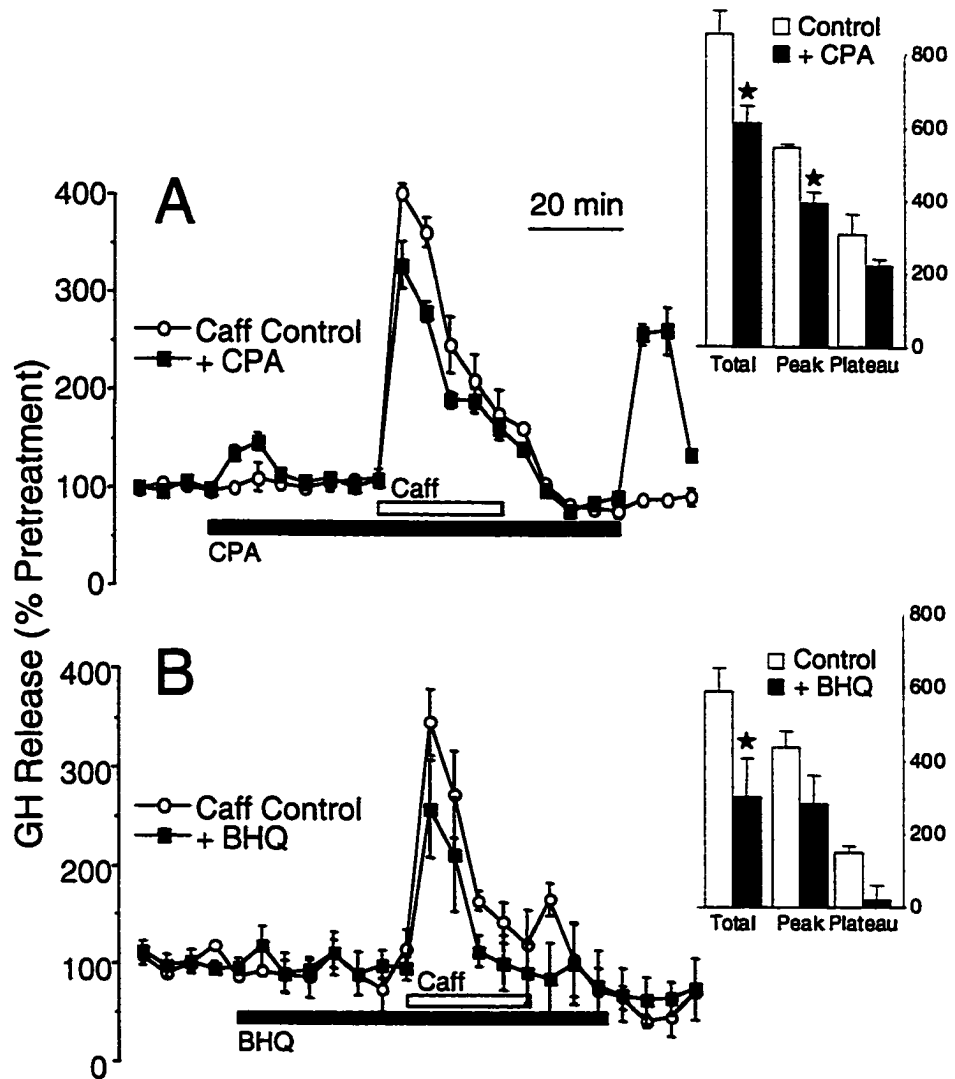 GH Release (% Pretreatment)
A
400
300
200
100
0
Caff Control
+ CPA
20 min
Caff
CPA
Control
+ CPA
★
★
800
600
400
200
0
Total Peak Plateau
B
400
300
200
100
0
Caff Control
+ BHQ
Caff
BHQ
Control
+ BHQ
★
800
600
400
200
0
Total Peak Plateau